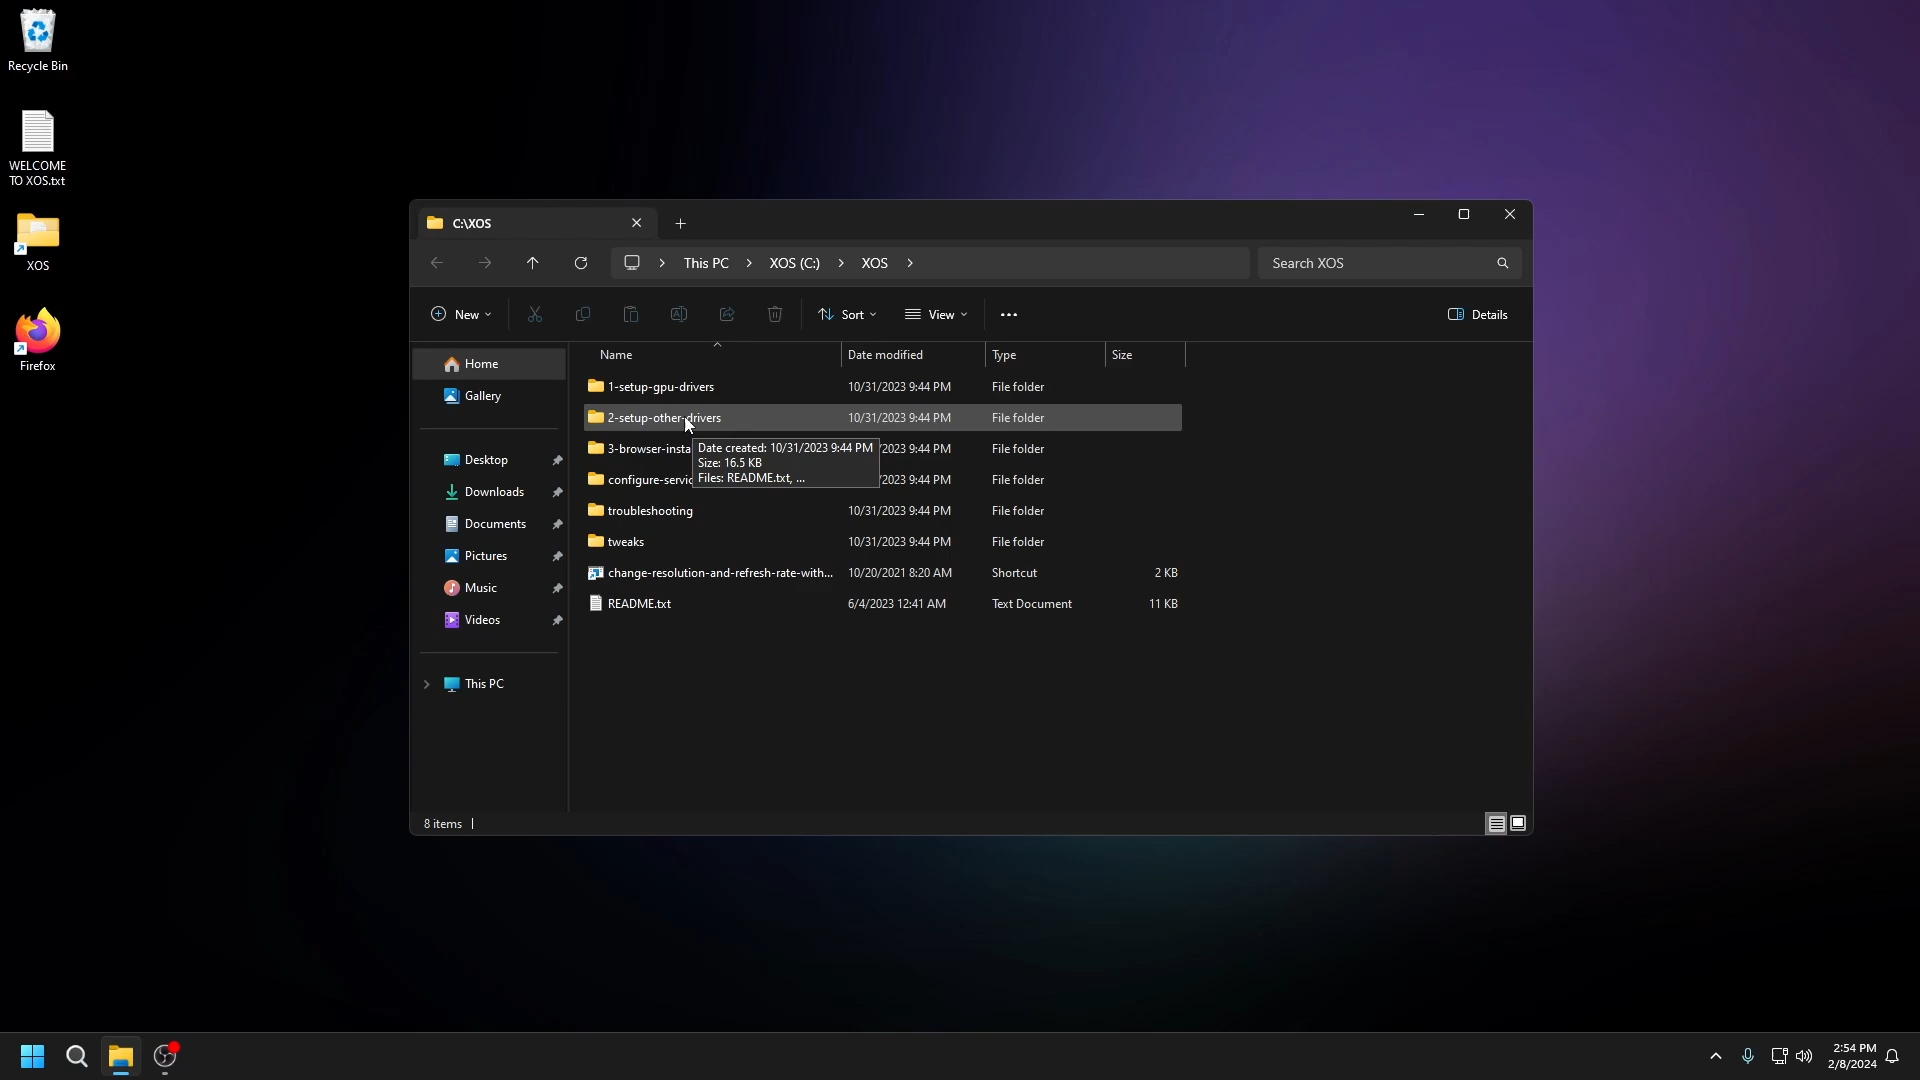 Recycle Bin
WELCOME
TO XOS.txt
XOS
Firefox
C:\XOS
This PC
XOS (C:)
XOS
Search XOS
New
Sort
View
Details
Name
Date modified
Type
Size
Home
Gallery
Desktop
Downloads
Documents
Pictures
Music
Videos
This PC
1-setup-gpu-drivers 10/31/2023 9:44 PM File folder
2-setup-other-drivers 10/31/2023 9:44 PM File folder
3-browser-insta /2023 9:44 PM File folder
configure-servic /2023 9:44 PM File folder
Date created: 10/31/2023 9:44 PM
Size: 16.5 KB
Files: README.txt, ...
troubleshooting 10/31/2023 9:44 PM File folder
tweaks 10/31/2023 9:44 PM File folder
change-resolution-and-refresh-rate-with... 10/20/2021 8:20 AM Shortcut 2 KB
README.txt 6/4/2023 12:41 AM Text Document 11 KB
8 items
2:54 PM
2/8/2024